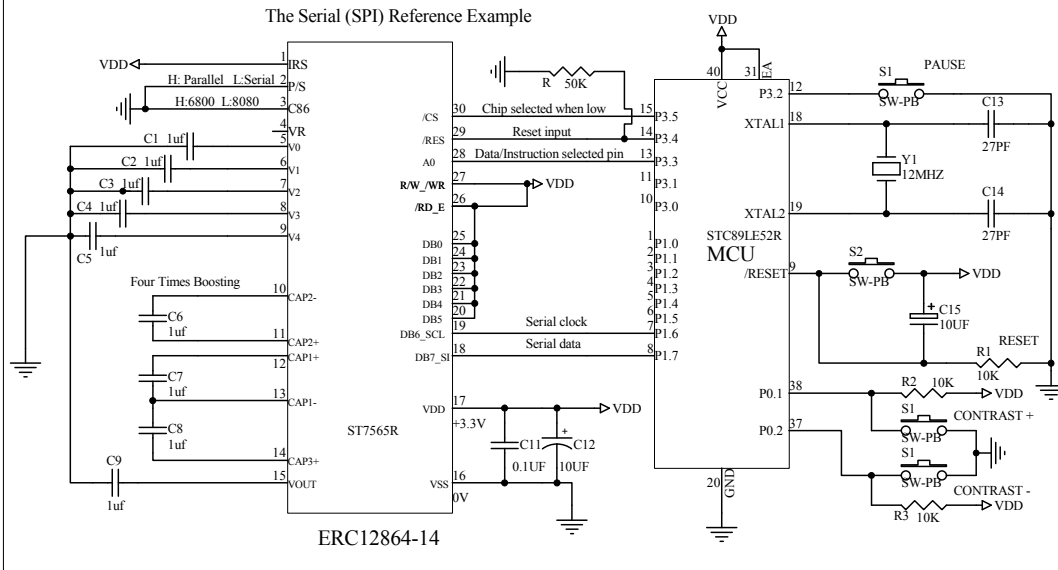 The Serial (SPI) Reference Example
VDD
1
IRS
H: Parallel L:Serial
2
P/S
H:6800 L:8080
3
C86
4
VR
C1 1uf
5
V0
C2 1uf
6
V1
C3 1uf
7
V2
C4 1uf
8
V3
C5
1uf
9
V4
Four Times Boosting
10
CAP2-
C6
1uf
11
CAP2+
CAP1+
12
C7
1uf
13
CAP1-
C8
1uf
14
CAP3+
C9
1uf
15
VOUT
ST7565R
ERC12864-14
/CS
30
Chip selected when low
15
P3.5
/RES
29
Reset input
14
P3.4
A0
28
Data/Instruction selected pin
13
P3.3
R/W_/WR
27
VDD
11
P3.1
/RD_E
26
10
P3.0
DB0
25
DB1
24
DB2
23
DB3
22
DB4
21
DB5
20
DB6_SCL
19
Serial clock
7
P1.6
DB7_SI
18
Serial data
8
P1.7
VDD
17
+3.3V
VDD
C11
0.1UF
+
C12
10UF
VSS
16
0V
R 50K
VDD
40
VCC
31
EA
1
P1.0
2
P1.1
3
P1.2
4
P1.3
5
P1.4
6
P1.5
STC89LE52R
MCU
P3.2
12
S1
SW-PB
PAUSE
XTAL1
18
C13
27PF
Y1
12MHZ
XTAL2
19
C14
27PF
/RESET
9
S2
SW-PB
VDD
+
C15
10UF
RESET
R1
10K
P0.1
38
R2 10K
VDD
S1
SW-PB
CONTRAST +
P0.2
37
S1
SW-PB
CONTRAST -
R3 10K
VDD
20
GND